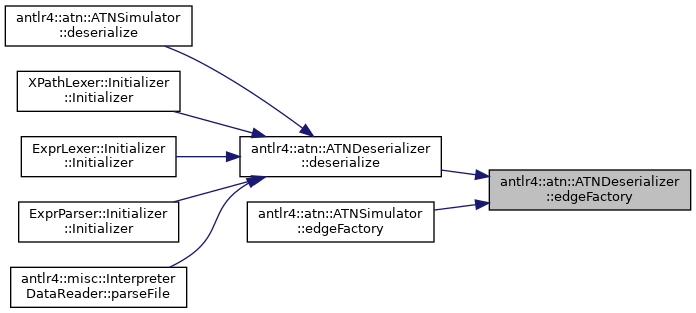 antlr4::atn::ATNSimulator
::deserialize
XPathLexer::Initializer
::Initializer
ExprLexer::Initializer
::Initializer
ExprParser::Initializer
::Initializer
antlr4::misc::Interpreter
DataReader::parseFile
antlr4::atn::ATNDeserializer
::deserialize
antlr4::atn::ATNSimulator
::edgeFactory
antlr4::atn::ATNDeserializer
::edgeFactory